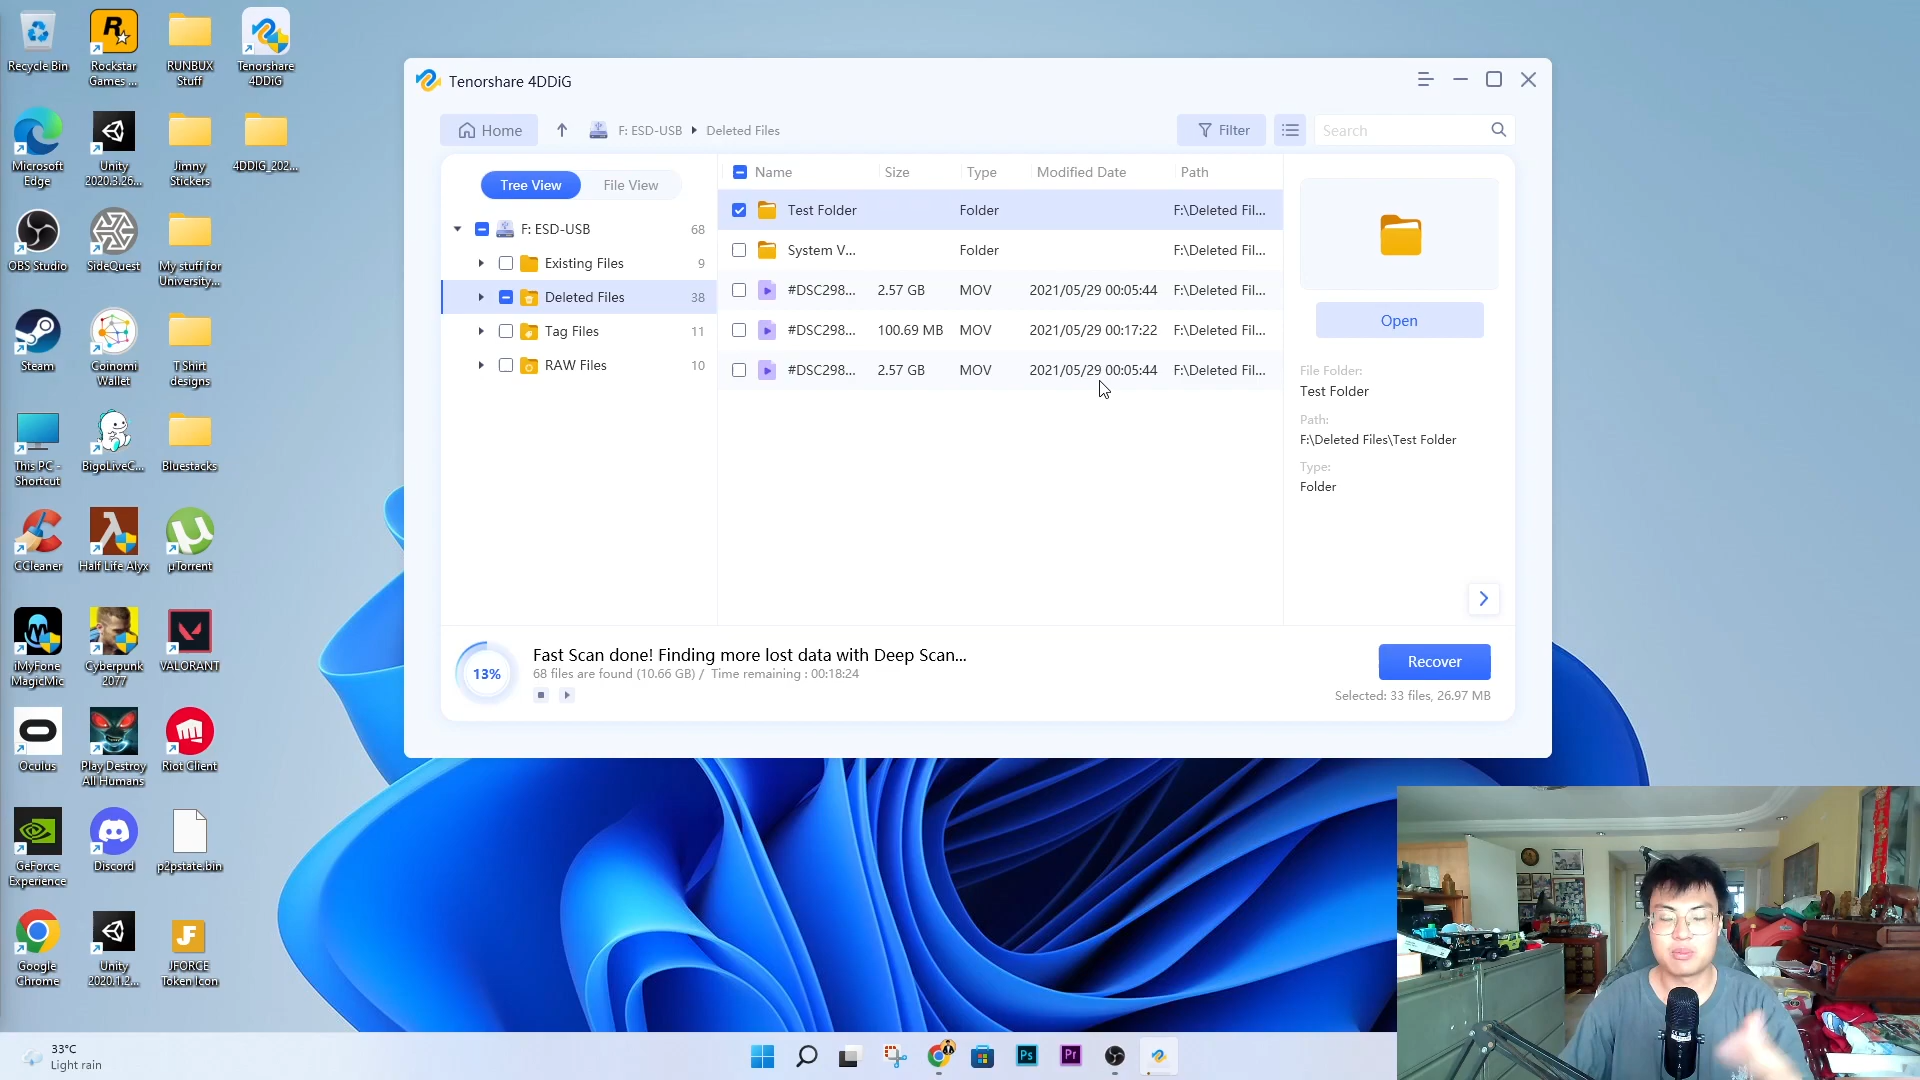 Recycle Bin
Rockstar
Games ...
RUNBUX
Stuff
Tenorshare
4DDiG
Microsoft
Edge
Unity
2020.3.26...
Jimny
Stickers
4DDIG_202...
OBS Studio
SideQuest
My stuff for
University...
Steam
Coinomi
Wallet
T Shirt
designs
This PC -
Shortcut
BigoLiveC...
Bluestacks
CCleaner
Half Life Alyx
µTorrent
iMyFone
MagicMic
Cyberpunk
2077
VALORANT
Oculus
Play Destroy
All Humans
Riot Client
GeForce
Experience
Discord
p2pstate.bin
Google
Chrome
Unity
2020.1.2...
JFORCE
Token Icon
Tenorshare 4DDiG
Home
F: ESD-USB
Deleted Files
Filter
Search
Tree View
File View
F: ESD-USB 68
Existing Files 9
Deleted Files 38
Tag Files 11
RAW Files 10
Name Size Type Modified Date Path
Test Folder Folder F:\Deleted Fil...
System V... Folder F:\Deleted Fil...
#DSC298... 2.57 GB MOV 2021/05/29 00:05:44 F:\Deleted Fil...
#DSC298... 100.69 MB MOV 2021/05/29 00:17:22 F:\Deleted Fil...
#DSC298... 2.57 GB MOV 2021/05/29 00:05:44 F:\Deleted Fil...
Open
File Folder:
Test Folder
Path:
F:\Deleted Files\Test Folder
Type:
Folder
13%
Fast Scan done! Finding more lost data with Deep Scan...
68 files are found (10.66 GB) / Time remaining : 00:18:24
Recover
Selected: 33 files, 26.97 MB
33°C
Light rain
Ps
Pr